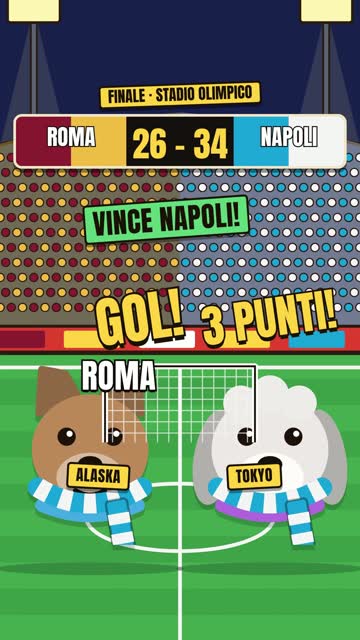 FINALE · STADIO OLIMPICO
ROMA 26 - 34 NAPOLI
VINCE NAPOLI!
GOL! 3 PUNTI!
ROMA
ALASKA TOKYO